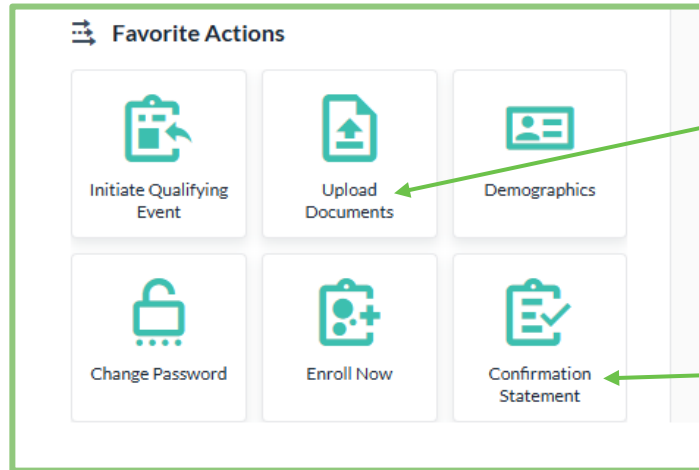 Favorite Actions
Initiate Qualifying
Event
Upload
Documents
Demographics
Change Password
Enroll Now
Confirmation
Statement